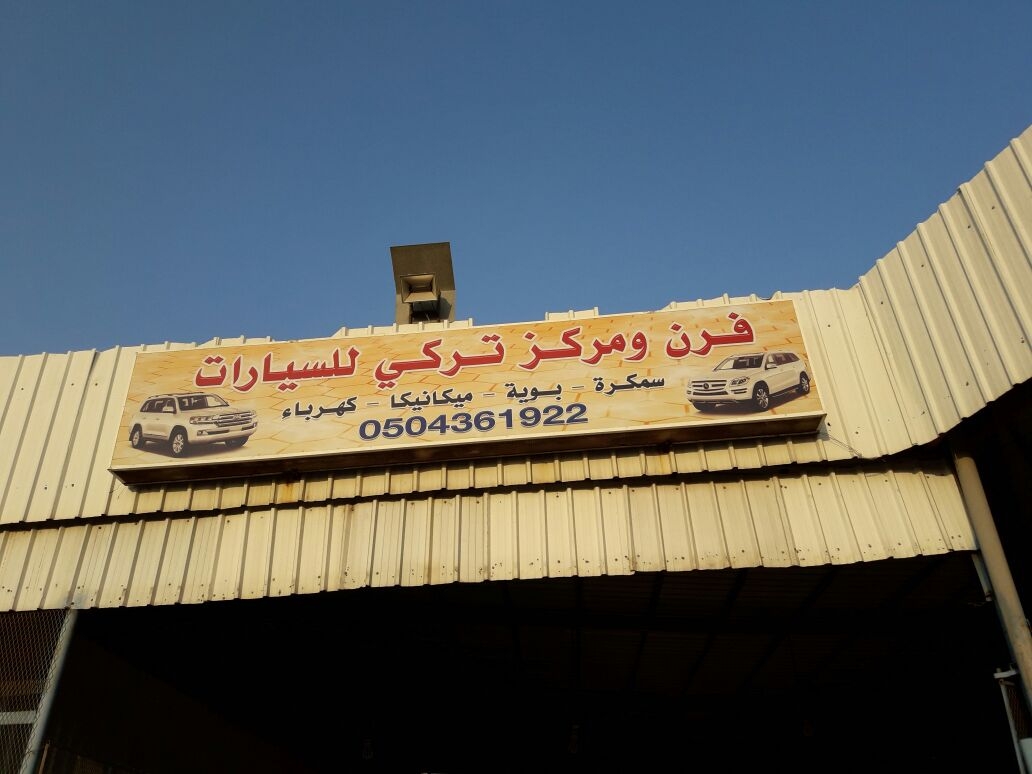 فرن ومركز تركي للسيارات
سمكرة - بوية - ميكانيكا - كهرباء
0504361922